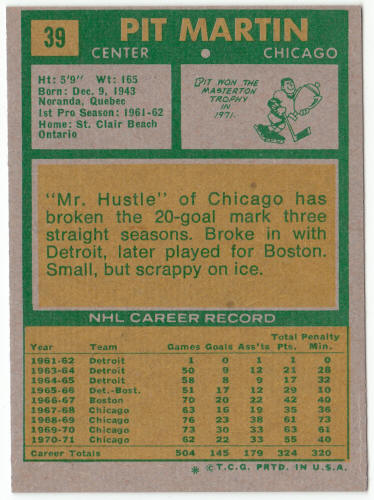 39
PIT MARTIN
CENTER • CHICAGO
Ht: 5'9" Wt: 165
Born: Dec. 9, 1943
Noranda, Quebec
1st Pro Season: 1961-62
Home: St. Clair Beach
Ontario
PIT WON THE
MASTERTON
TROPHY IN
1971.
"Mr. Hustle" of Chicago has
broken the 20-goal mark three
straight seasons. Broke in with
Detroit, later played for Boston.
Small, but scrappy on ice.
NHL CAREER RECORD
Total Penalty
Year Team Games Goals Ass'ts Pts. Min.
1961-62 Detroit 1 0 1 1 0
1963-64 Detroit 50 9 12 21 28
1964-65 Detroit 58 8 9 17 32
1965-66 Det.-Bost. 51 17 12 29 10
1966-67 Boston 70 20 22 42 40
1967-68 Chicago 63 16 19 35 36
1968-69 Chicago 76 23 38 61 73
1969-70 Chicago 73 30 33 63 61
1970-71 Chicago 62 22 33 55 40
Career Totals 504 145 179 324 320
* © T.C.G. PRTD. IN U.S.A.